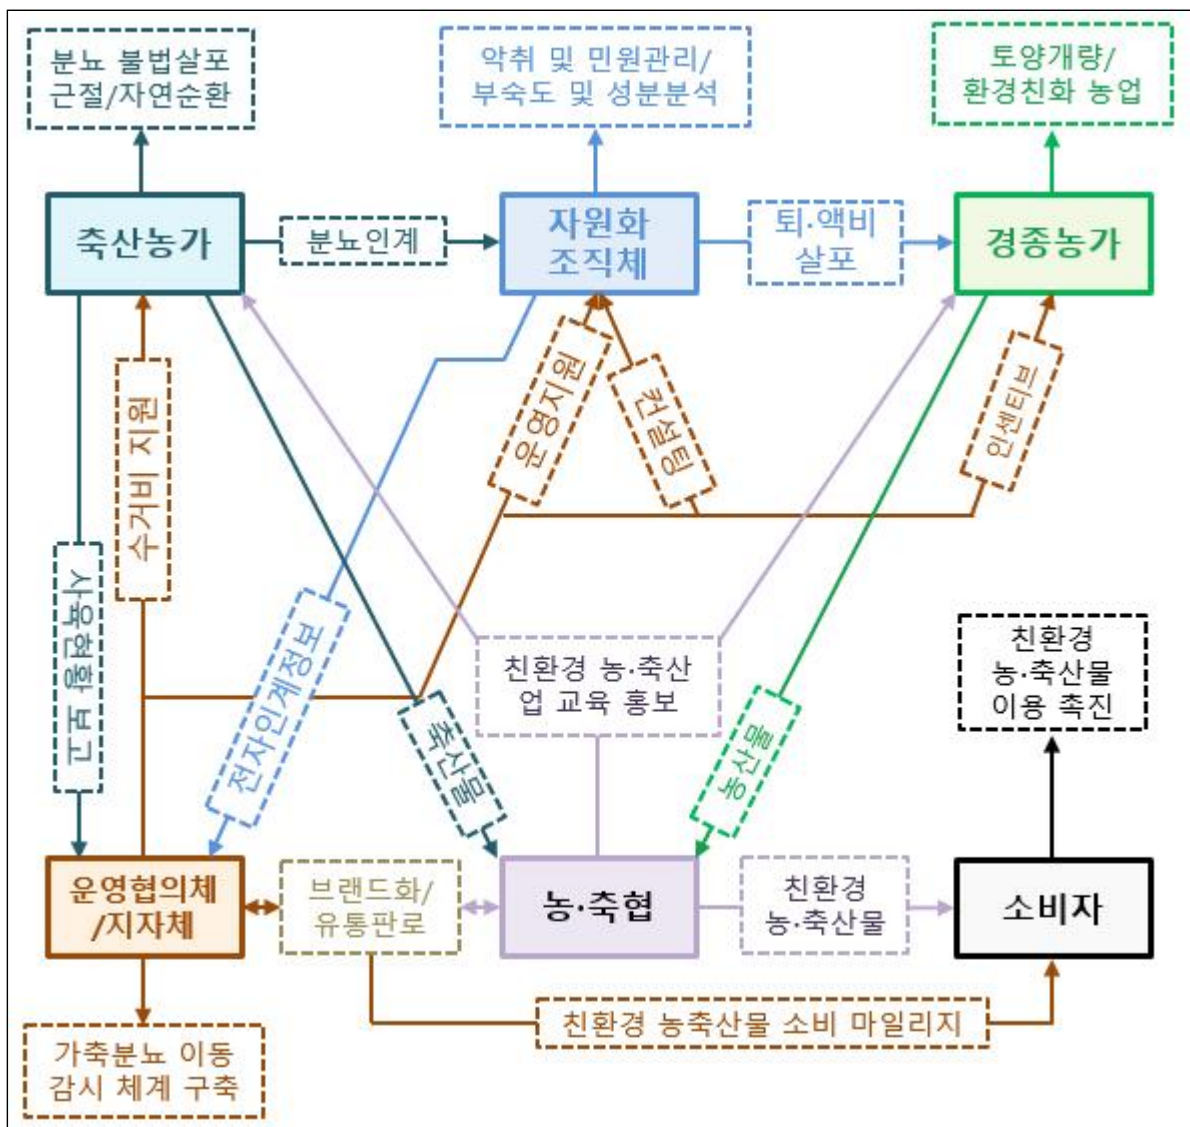 분뇨 불법살포
근절/자연순환
악취 및 민원관리/
부숙도 및 성분분석
토양개량/
환경친화 농업
축산농가
분뇨인계
자원화
조직체
퇴·액비
살포
경종농가
수거비 지원
운영지원
컨설팅
인센티브
사육현황 보고
전자인계정보
축산물
친환경 농·축산
업 교육 홍보
농산물
친환경
농·축산물
이용 촉진
운영협의체
/지자체
브랜드화/
유통판로
농·축협
친환경
농·축산물
소비자
친환경 농축산물 소비 마일리지
가축분뇨 이동
감시 체계 구축